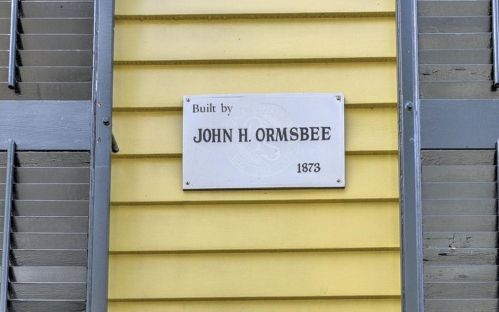 Built by
JOHN H. ORMSBEE
1873